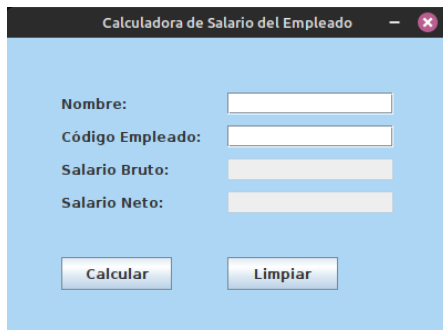 Calculadora de Salario del Empleado
Nombre:
Código Empleado:
Salario Bruto:
Salario Neto:
Calcular Limpiar